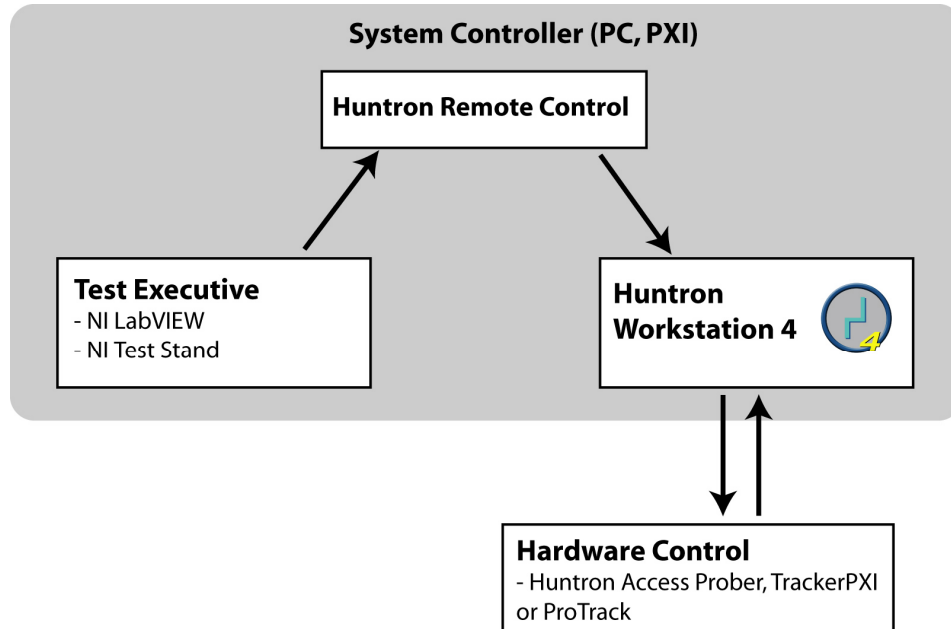 System Controller (PC, PXI)
Huntron Remote Control
Test Executive
- NI LabVIEW
- NI Test Stand
Huntron
Workstation 4
4
Hardware Control
- Huntron Access Prober, TrackerPXI
or ProTrack